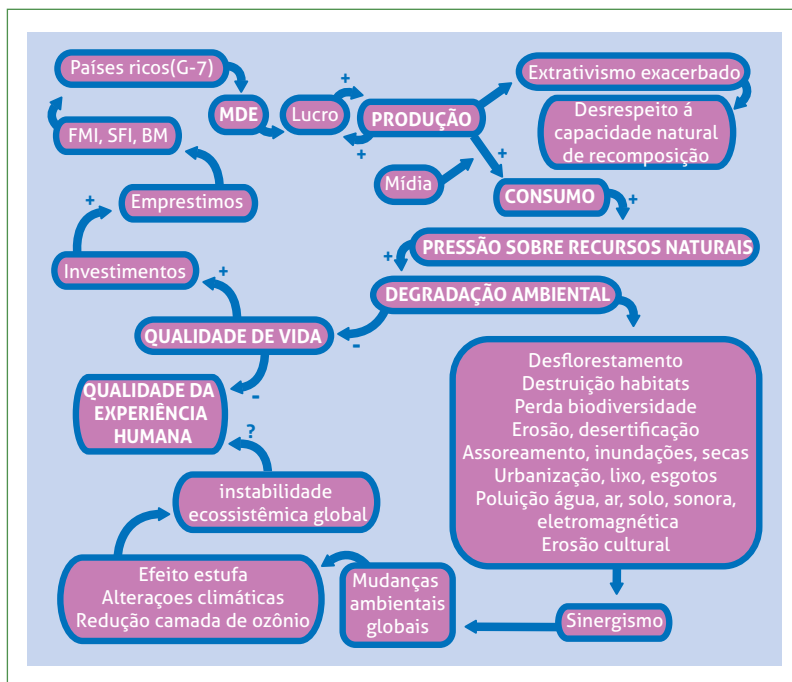 Países ricos(G-7)
MDE
Lucro
+
PRODUÇÃO
+
Extrativismo exacerbado
Desrespeito á
capacidade natural
de recomposição
FMI, SFI, BM
Mídia
+
CONSUMO
+
Emprestimos
+
PRESSÃO SOBRE RECURSOS NATURAIS
+
Investimentos
+
DEGRADAÇÃO AMBIENTAL
QUALIDADE DE VIDA
-
QUALIDADE DA
EXPERIÊNCIA
HUMANA
-
?
Desflorestamento
Destruição habitats
Perda biodiversidade
Erosão, desertificação
Assoreamento, inundações, secas
Urbanização, lixo, esgotos
Poluição água, ar, solo, sonora,
eletromagnética
Erosão cultural
instabilidade
ecossistêmica global
Efeito estufa
Alteraçoes climáticas
Redução camada de ozônio
Mudanças
ambientais
globais
Sinergismo